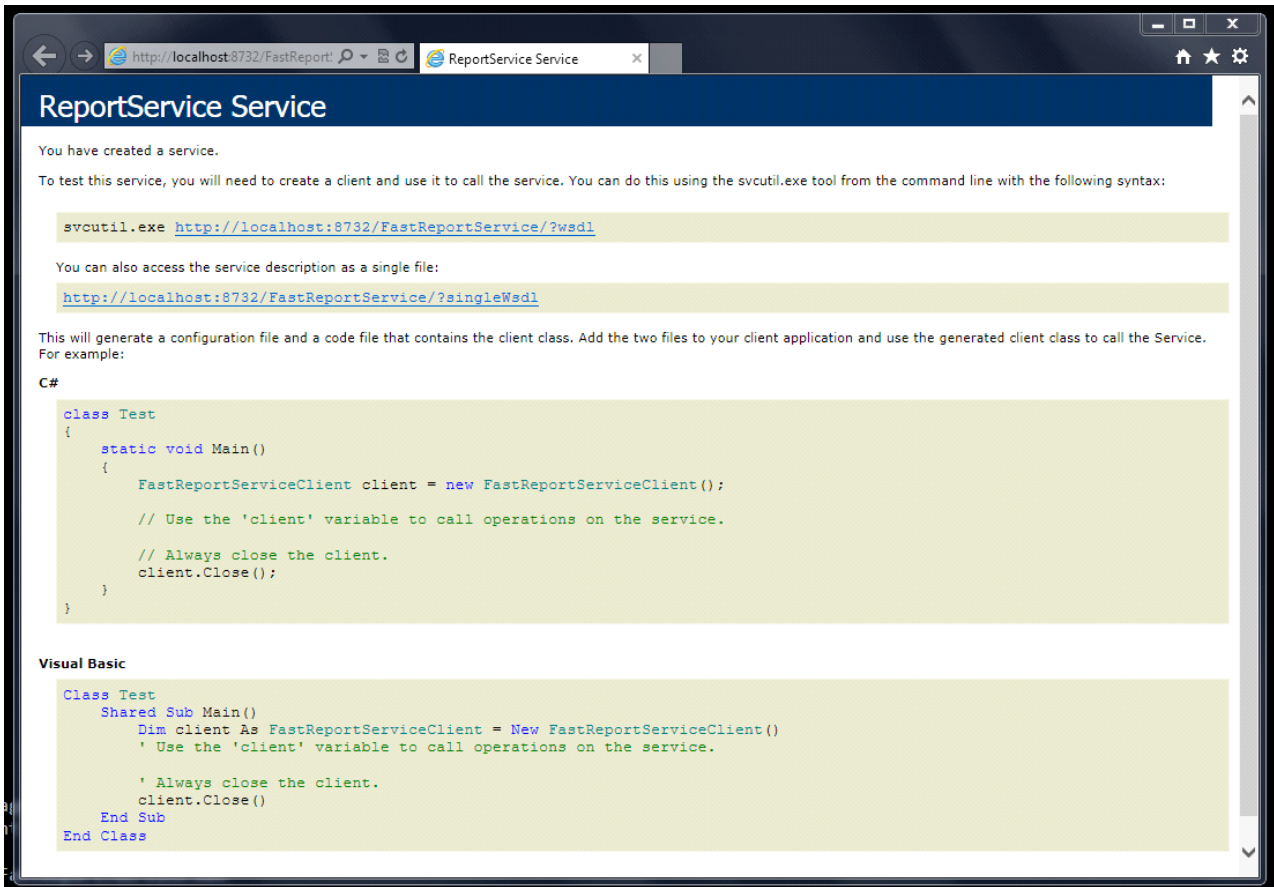 http://localhost:8732/FastReport!
ReportService Service
ReportService Service
You have created a service.
To test this service, you will need to create a client and use it to call the service. You can do this using the svcutil.exe tool from the command line with the following syntax:
svcutil.exe http://localhost:8732/FastReportService/?wsdl
You can also access the service description as a single file:
http://localhost:8732/FastReportService/?singleWsdl
This will generate a configuration file and a code file that contains the client class. Add the two files to your client application and use the generated client class to call the Service.
For example:
C#
class Test
{
    static void Main()
    {
        FastReportServiceClient client = new FastReportServiceClient();
        // Use the 'client' variable to call operations on the service.
        // Always close the client.
        client.Close();
    }
}
Visual Basic
Class Test
    Shared Sub Main()
        Dim client As FastReportServiceClient = New FastReportServiceClient()
        ' Use the 'client' variable to call operations on the service.
        ' Always close the client.
        client.Close()
    End Sub
End Class